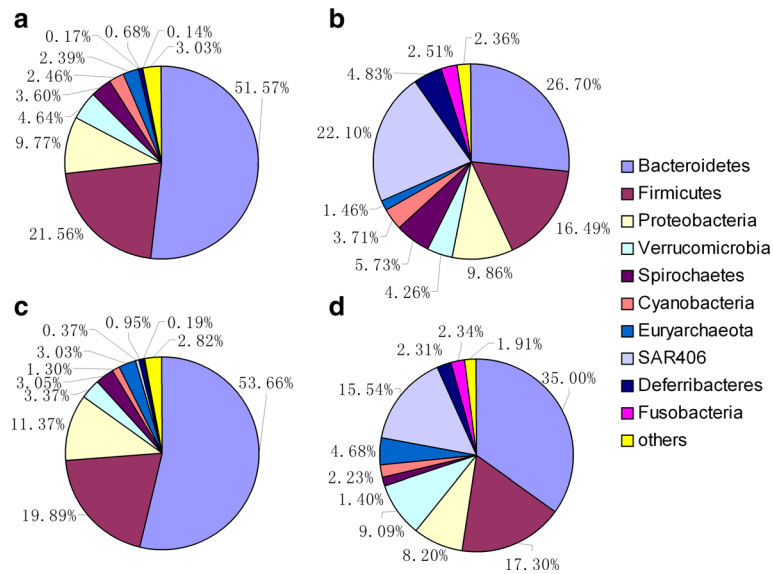 a
0.17%
0.68%
0.14%
2.39%
3.03%
2.46%
3.60%
4.64%
9.77%
21.56%
51.57%
b
2.51%
2.36%
4.83%
26.70%
22.10%
1.46%
3.71%
5.73%
4.26%
9.86%
16.49%
c
0.37%
0.95%
0.19%
3.03%
2.82%
1.30%
3.05%
3.37%
11.37%
19.89%
53.66%
d
2.31%
2.34%
1.91%
15.54%
35.00%
4.68%
2.23%
1.40%
9.09%
8.20%
17.30%
Bacteroidetes
Firmicutes
Proteobacteria
Verrucomicrobia
Spirochaetes
Cyanobacteria
Euryarchaeota
SAR406
Deferribacteres
Fusobacteria
others